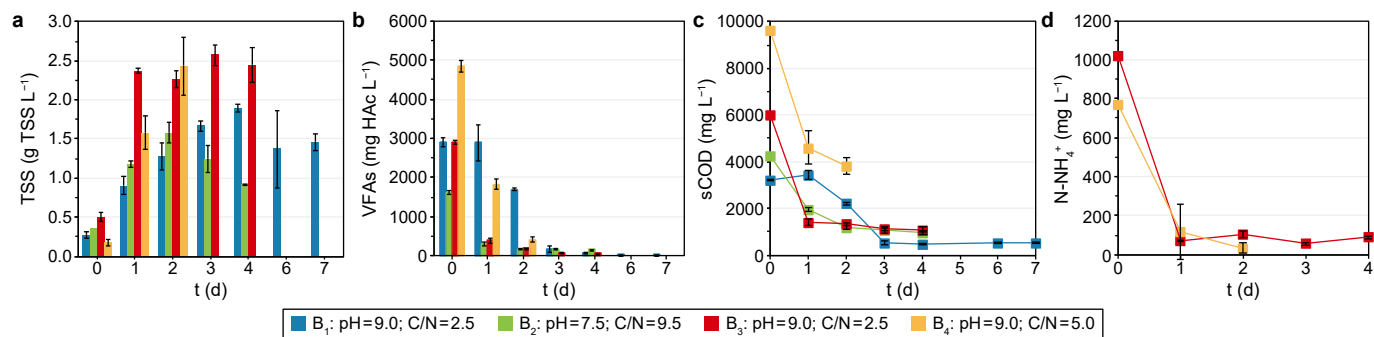 a
TSS (g TSS L⁻¹)
3.0
2.5
2.0
1.5
1.0
0.5
0.0
0 1 2 3 4 6 7
t (d)
b
VFAs (mg HAc L⁻¹)
6000
5000
4000
3000
2000
1000
0
0 1 2 3 4 6 7
t (d)
c
sCOD (mg L⁻¹)
10000
8000
6000
4000
2000
0
0 1 2 3 4 5 6 7
t (d)
d
N-NH₄⁺ (mg L⁻¹)
1200
1000
800
600
400
200
0
0 1 2 3 4
t (d)
B₁: pH=9.0; C/N=2.5 B₂: pH=7.5; C/N=9.5 B₃: pH=9.0; C/N=2.5 B₄: pH=9.0; C/N=5.0